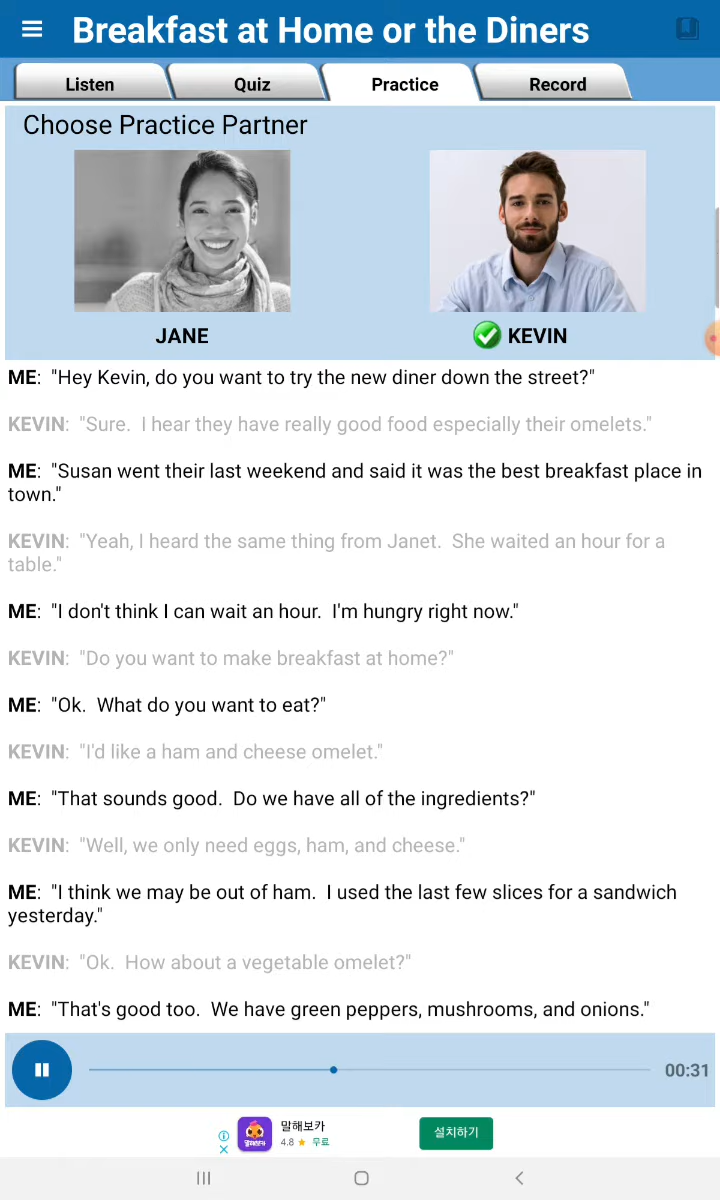 Breakfast at Home or the Diners
Listen
Quiz
Practice
Record
Choose Practice Partner
JANE
KEVIN
ME: "Hey Kevin, do you want to try the new diner down the street?"
KEVIN: "Sure. I hear they have really good food especially their omelets."
ME: "Susan went their last weekend and said it was the best breakfast place in
town."
KEVIN: "Yeah, I heard the same thing from Janet. She waited an hour for a
table."
ME: "I don't think I can wait an hour. I'm hungry right now."
KEVIN: "Do you want to make breakfast at home?"
ME: "Ok. What do you want to eat?"
KEVIN: "I'd like a ham and cheese omelet."
ME: "That sounds good. Do we have all of the ingredients?"
KEVIN: "Well, we only need eggs, ham, and cheese."
ME: "I think we may be out of ham. I used the last few slices for a sandwich
yesterday."
KEVIN: "Ok. How about a vegetable omelet?"
ME: "That's good too. We have green peppers, mushrooms, and onions."
00:31
말해보카
말해보카
4.8 ★ 무료
설치하기